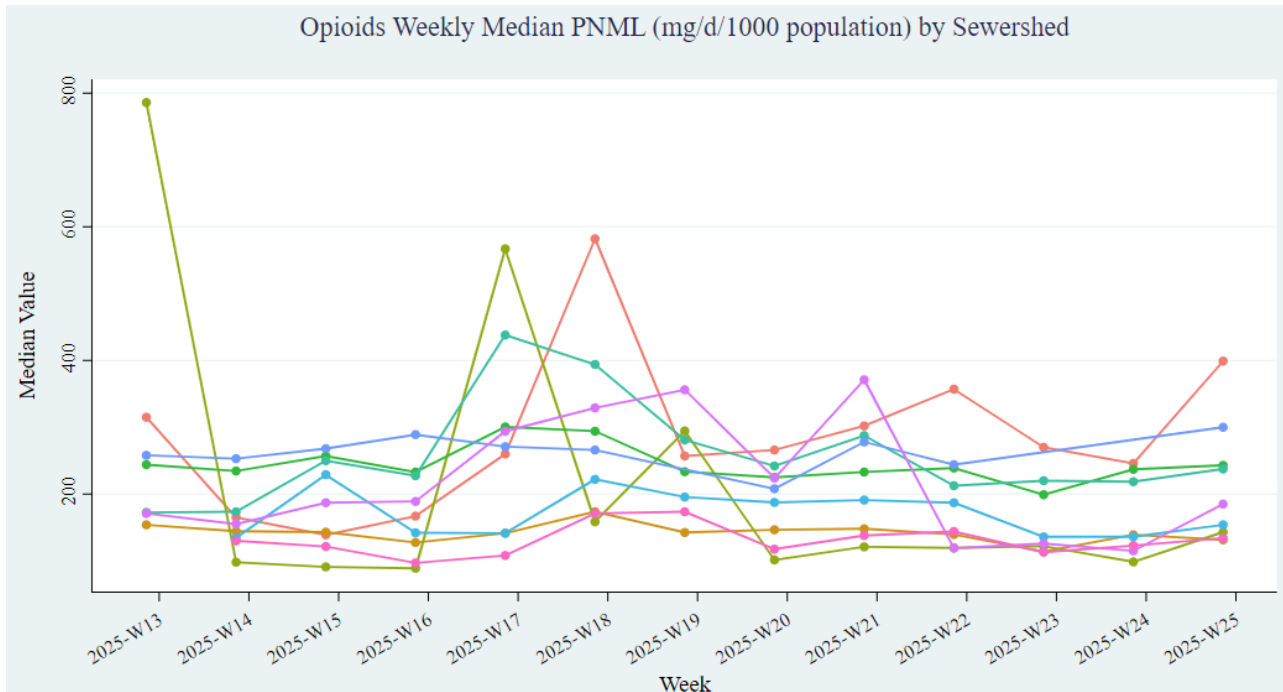 Opioids Weekly Median PNML (mg/d/1000 population) by Sewershed
800
600
400
200
Median Value
2025-W13
2025-W14
2025-W15
2025-W16
2025-W17
2025-W18
2025-W19
2025-W20
2025-W21
2025-W22
2025-W23
2025-W24
2025-W25
Week